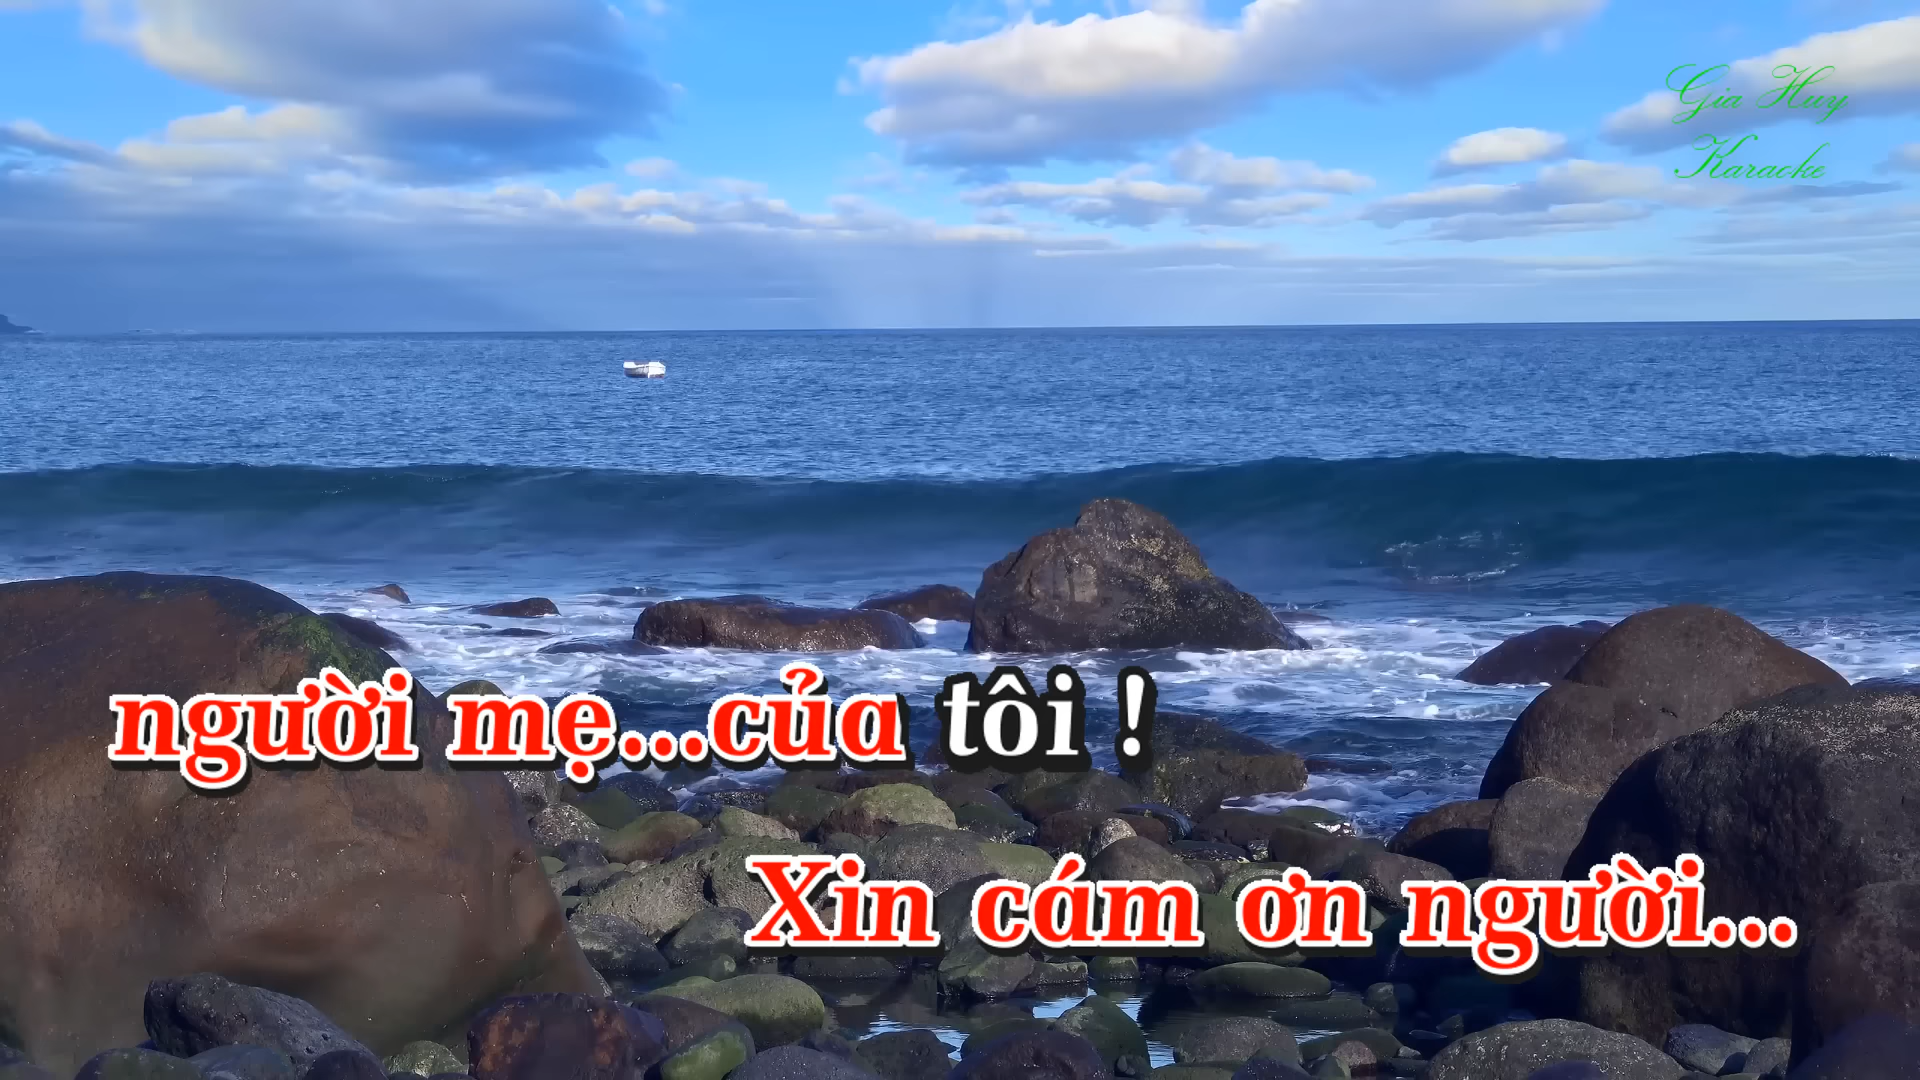 Gia Huy
Karaoke
người mẹ...của tôi !
Xin cám ơn người...